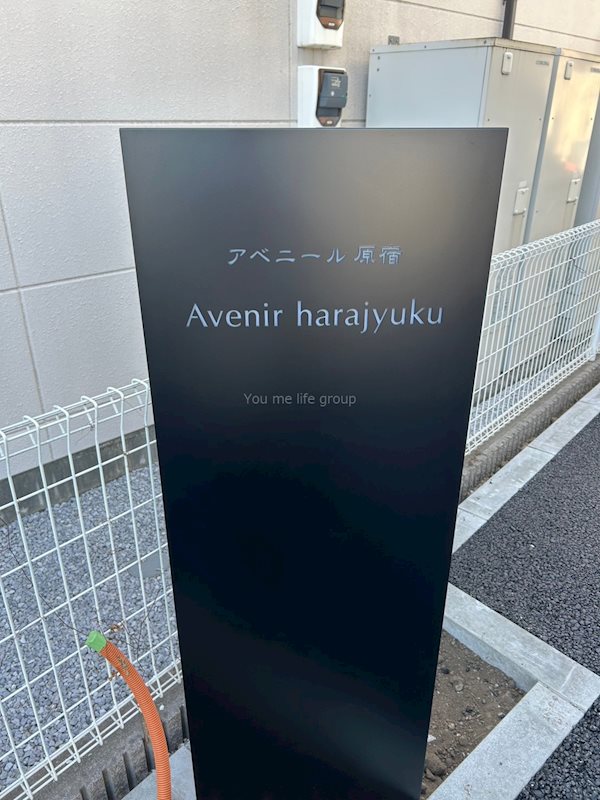 アベニール原宿
Avenir harajyuku
You me life group